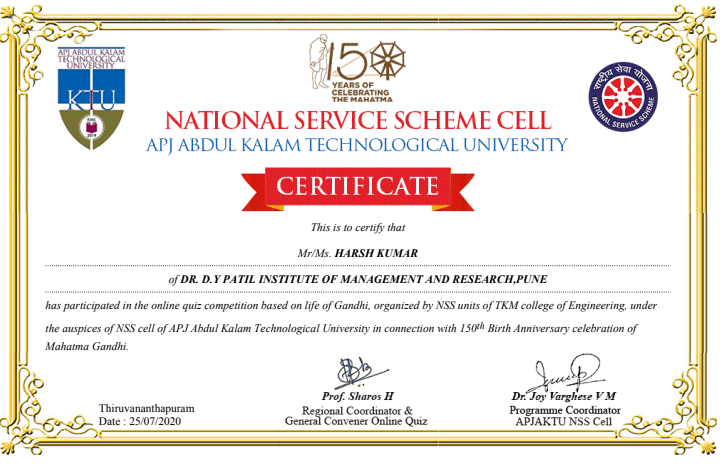 APJ ABDUL KALAM
TECHNOLOGICAL
UNIVERSITY
KTU
2014
150
YEARS OF
CELEBRATING
THE MAHATMA
राष्ट्रीय सेवा योजना
NATIONAL SERVICE SCHEME
NATIONAL SERVICE SCHEME CELL
APJ ABDUL KALAM TECHNOLOGICAL UNIVERSITY
CERTIFICATE
This is to certify that
Mr/Ms. HARSH KUMAR
of DR. D.Y PATIL INSTITUTE OF MANAGEMENT AND RESEARCH,PUNE
has participated in the online quiz competition based on life of Gandhi, organized by NSS units of TKM college of Engineering, under
the auspices of NSS cell of APJ Abdul Kalam Technological University in connection with 150th Birth Anniversary celebration of
Mahatma Gandhi.
Prof. Sharos H
Regional Coordinator &
General Convener Online Quiz
Dr. Joy Varghese V M
Programme Coordinator
APJAKTU NSS Cell
Thiruvananthapuram
Date : 25/07/2020